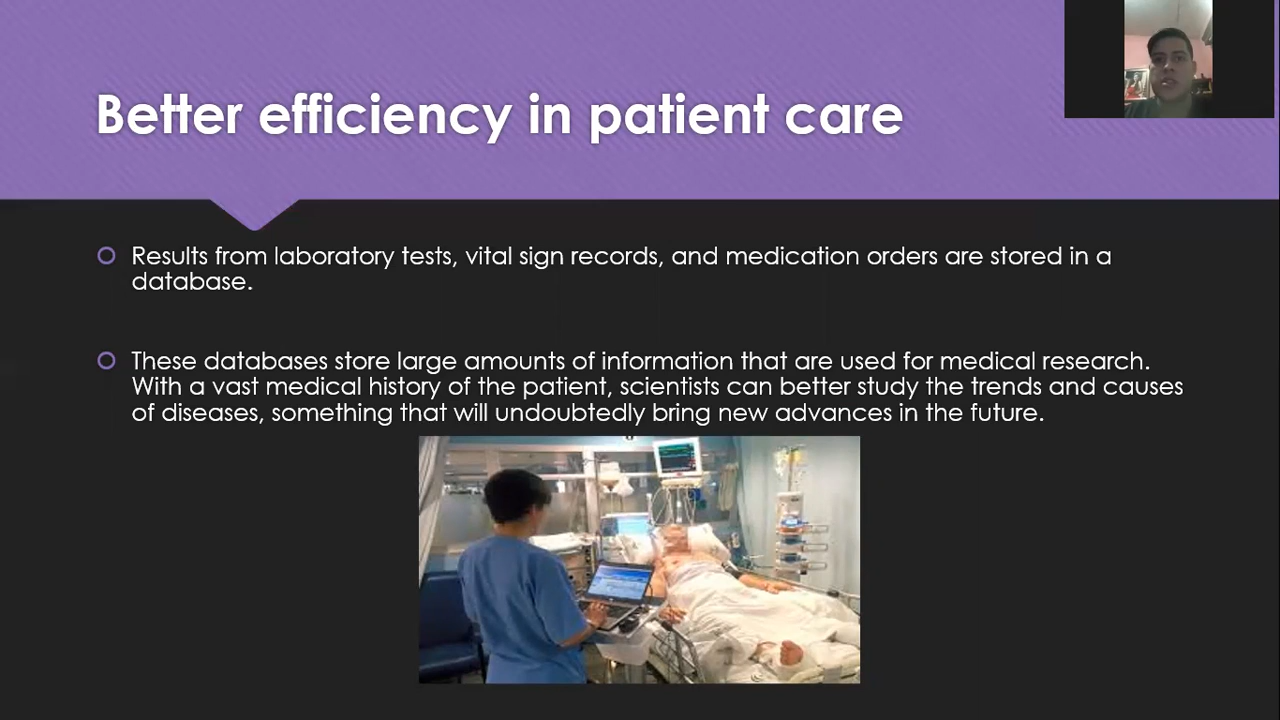 Better efficiency in patient care
Results from laboratory tests, vital sign records, and medication orders are stored in a
database.
These databases store large amounts of information that are used for medical research.
With a vast medical history of the patient, scientists can better study the trends and causes
of diseases, something that will undoubtedly bring new advances in the future.